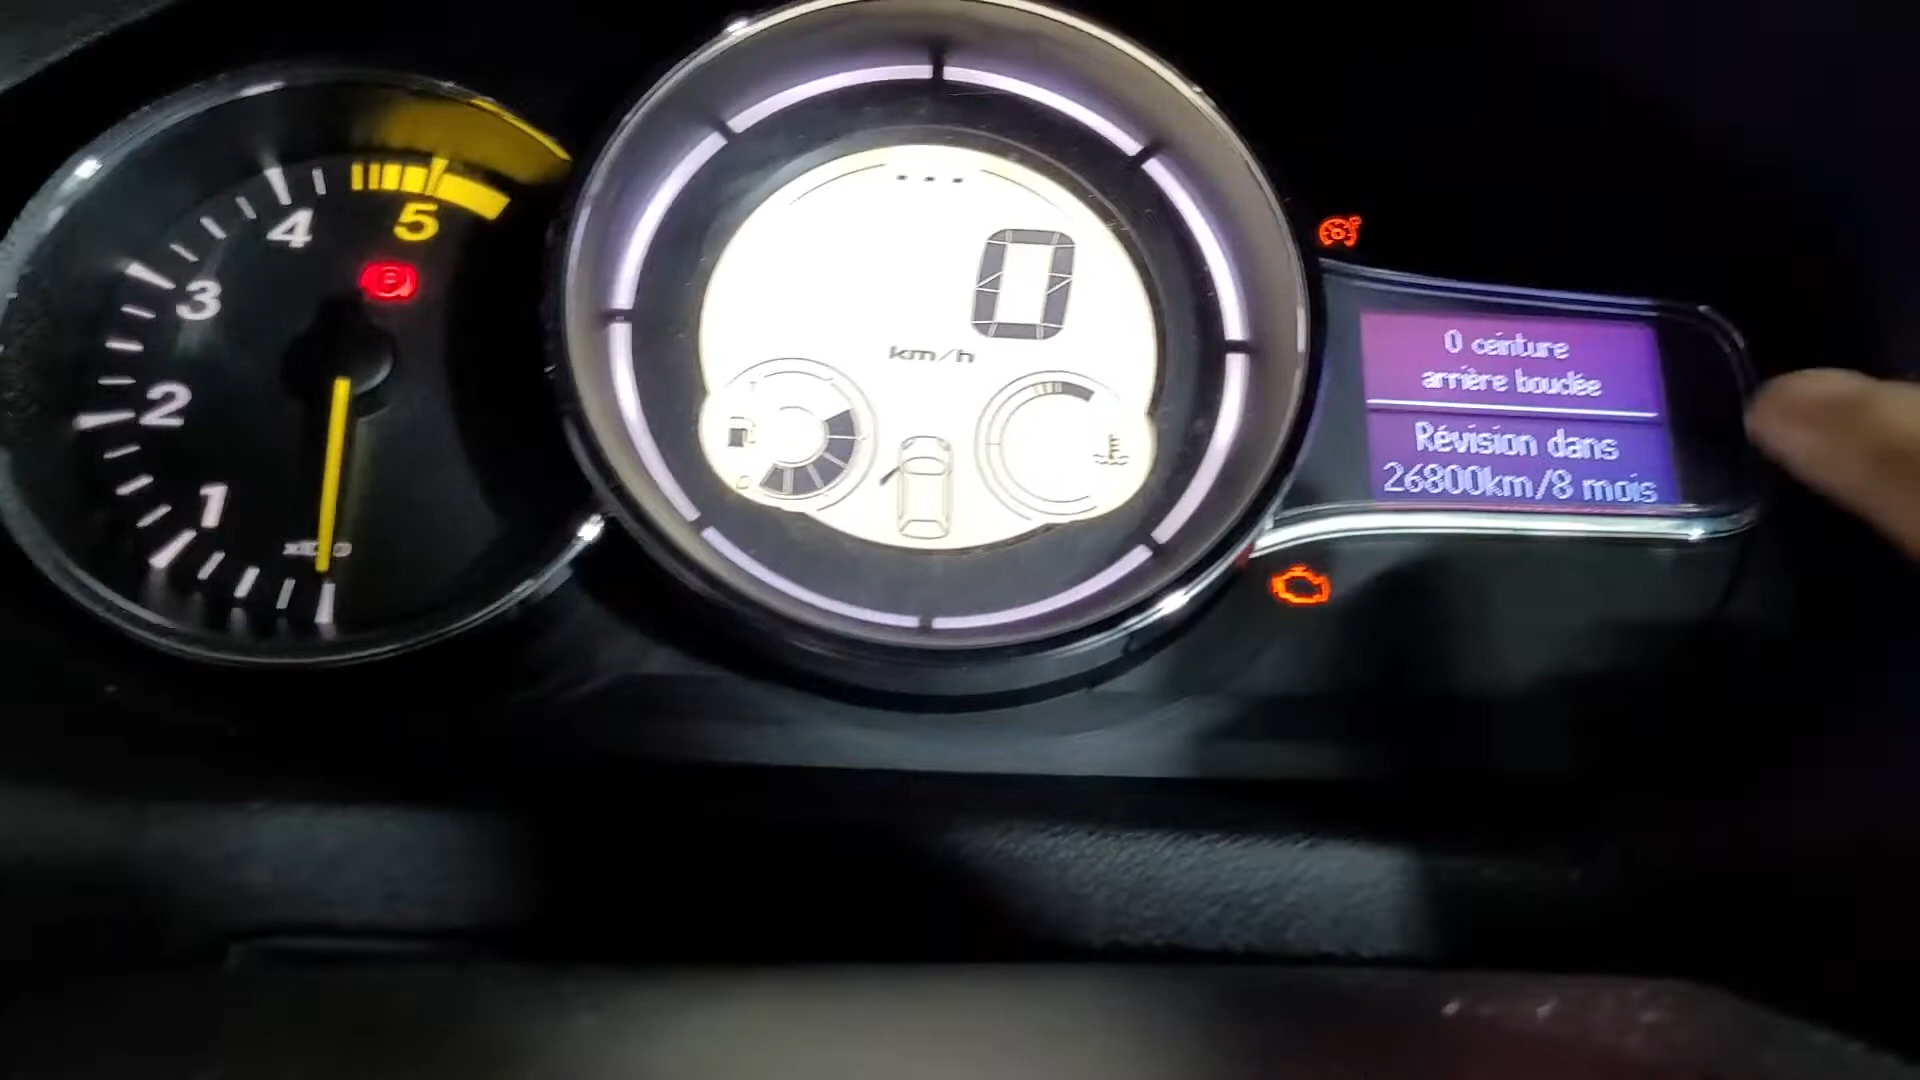 4
5
3
2
1
0
km/h
0 ceinture
arrière bouclée
Révision dans
26800km/8 mois